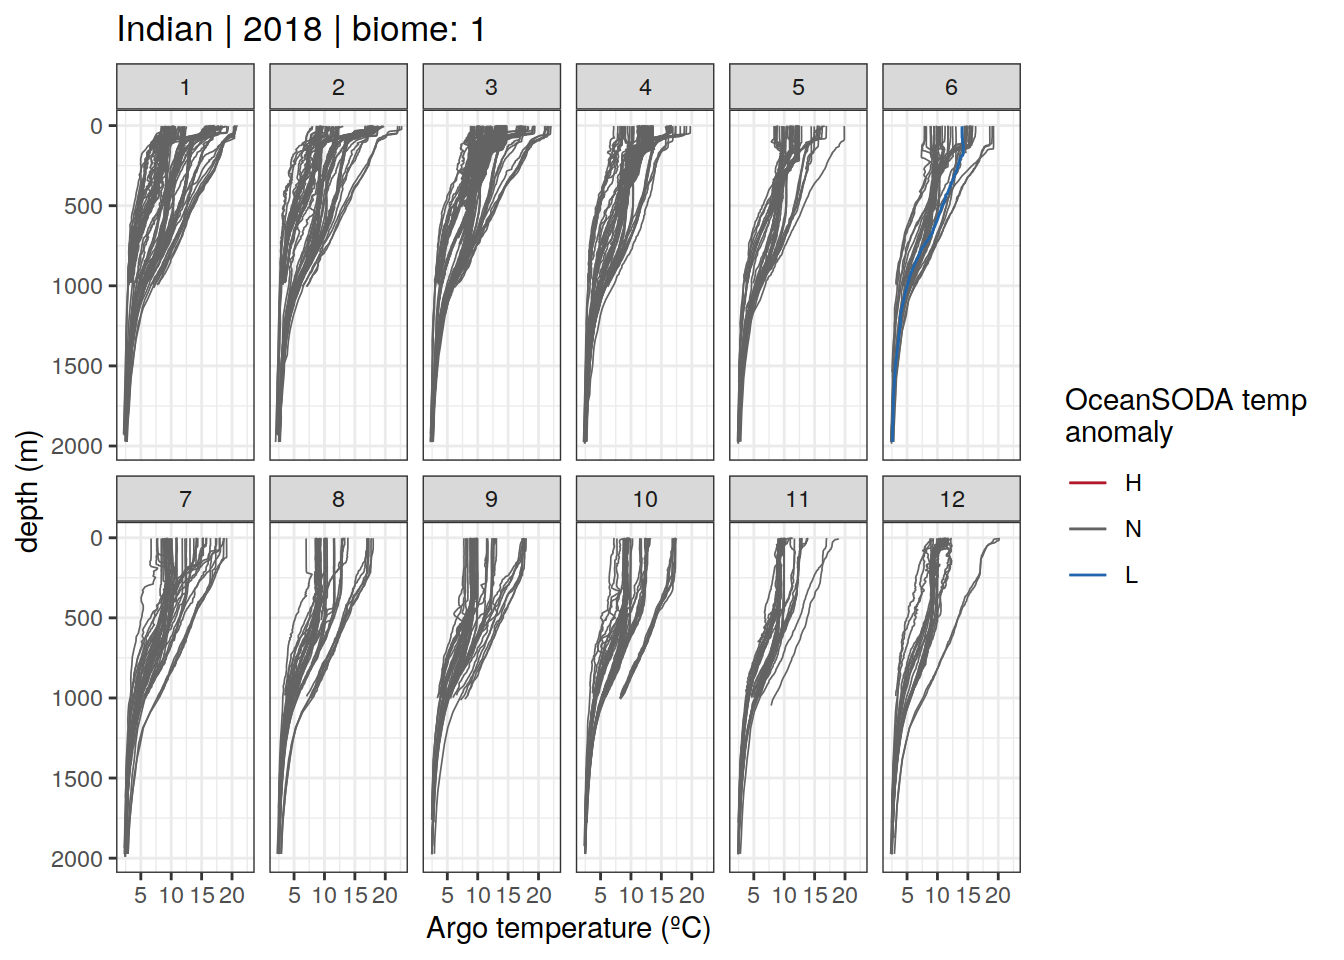 Indian | 2018 | biome: 1
1 2 3 4 5 6
0
500
1000
1500
2000
7 8 9 10 11 12
0
500
1000
1500
2000
5 10 15 20 5 10 15 20 5 10 15 20 5 10 15 20 5 10 15 20 5 10 15 20
Argo temperature (ºC)
depth (m)
OceanSODA temp
anomaly
H
N
L